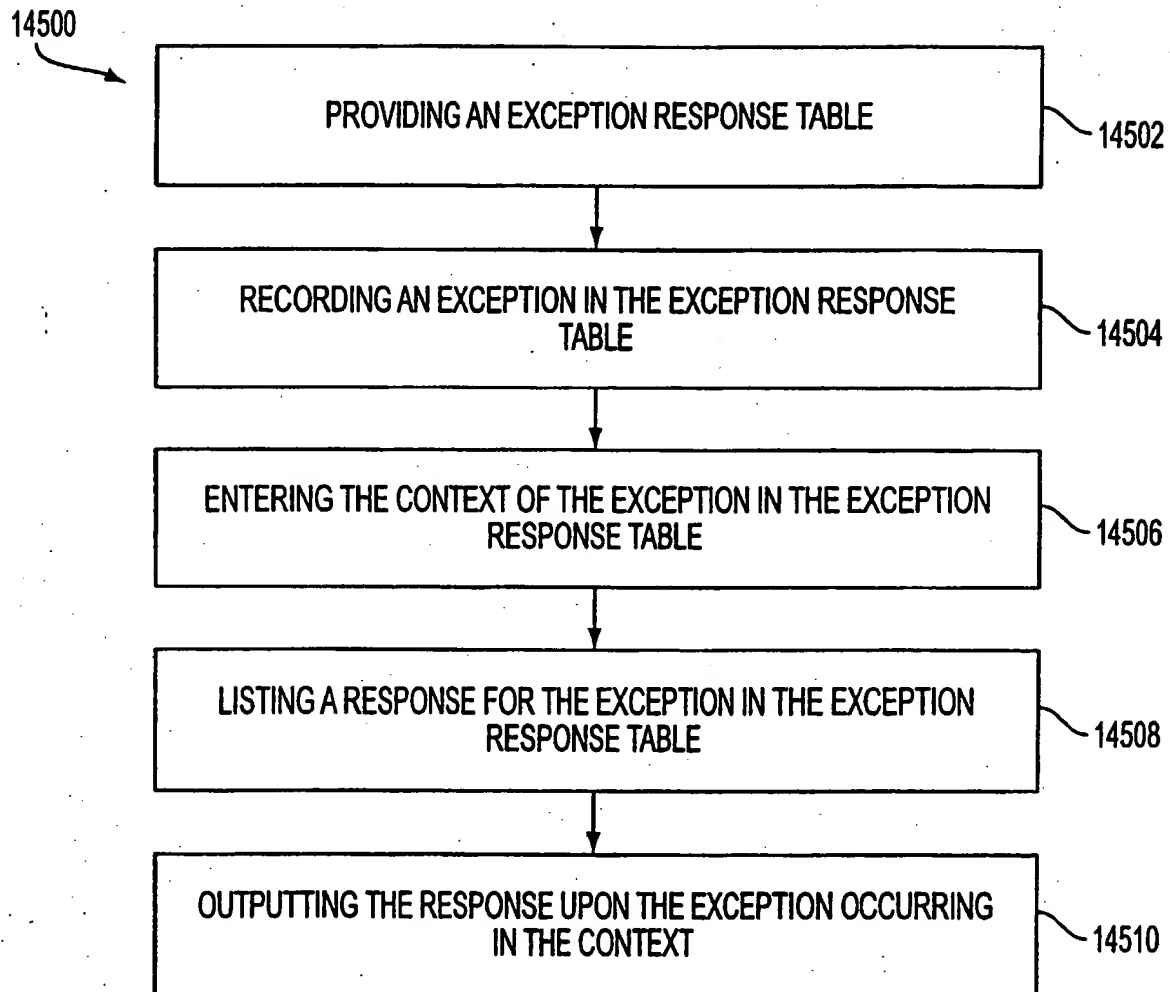 14500
PROVIDING AN EXCEPTION RESPONSE TABLE
14502
RECORDING AN EXCEPTION IN THE EXCEPTION RESPONSE
TABLE
14504
ENTERING THE CONTEXT OF THE EXCEPTION IN THE EXCEPTION
RESPONSE TABLE
14506
LISTING A RESPONSE FOR THE EXCEPTION IN THE EXCEPTION
RESPONSE TABLE
14508
OUTPUTTING THE RESPONSE UPON THE EXCEPTION OCCURRING
IN THE CONTEXT
14510